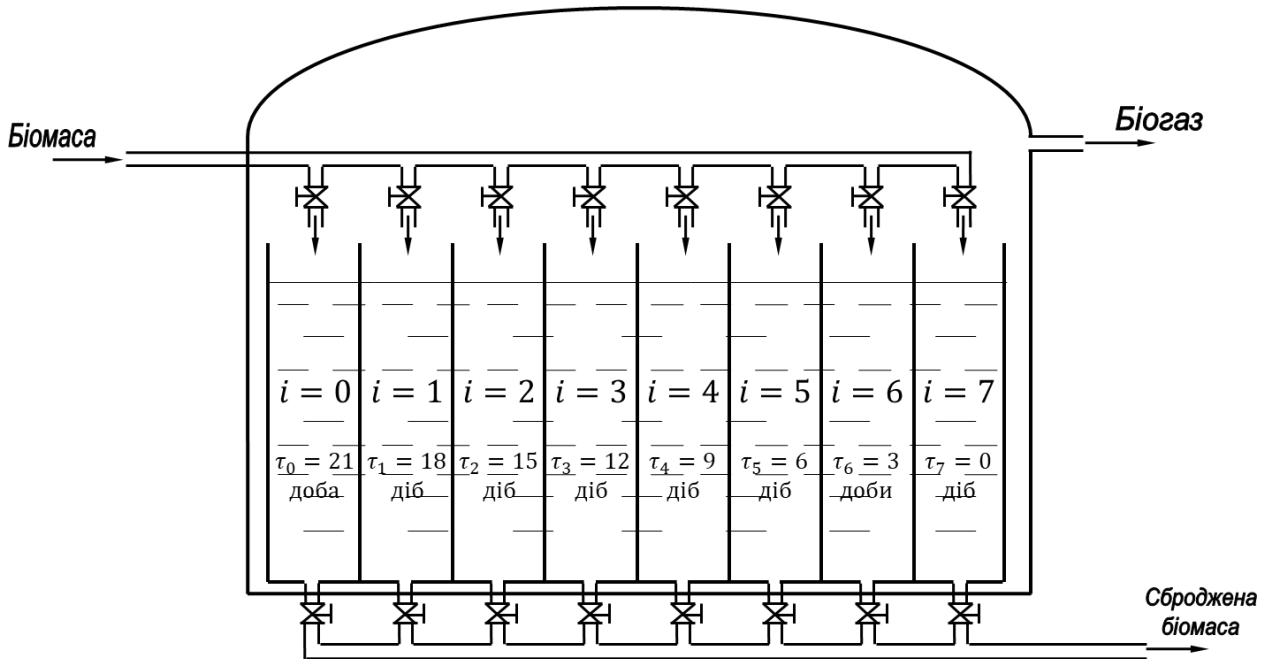 Біогаз
Біомаса
i = 0 i = 1 i = 2 i = 3 i = 4 i = 5 i = 6 i = 7
τ₀ = 21 τ₁ = 18 τ₂ = 15 τ₃ = 12 τ₄ = 9 τ₅ = 6 τ₆ = 3 τ₇ = 0
доба діб діб діб діб діб доби діб
Сброджена
біомаса